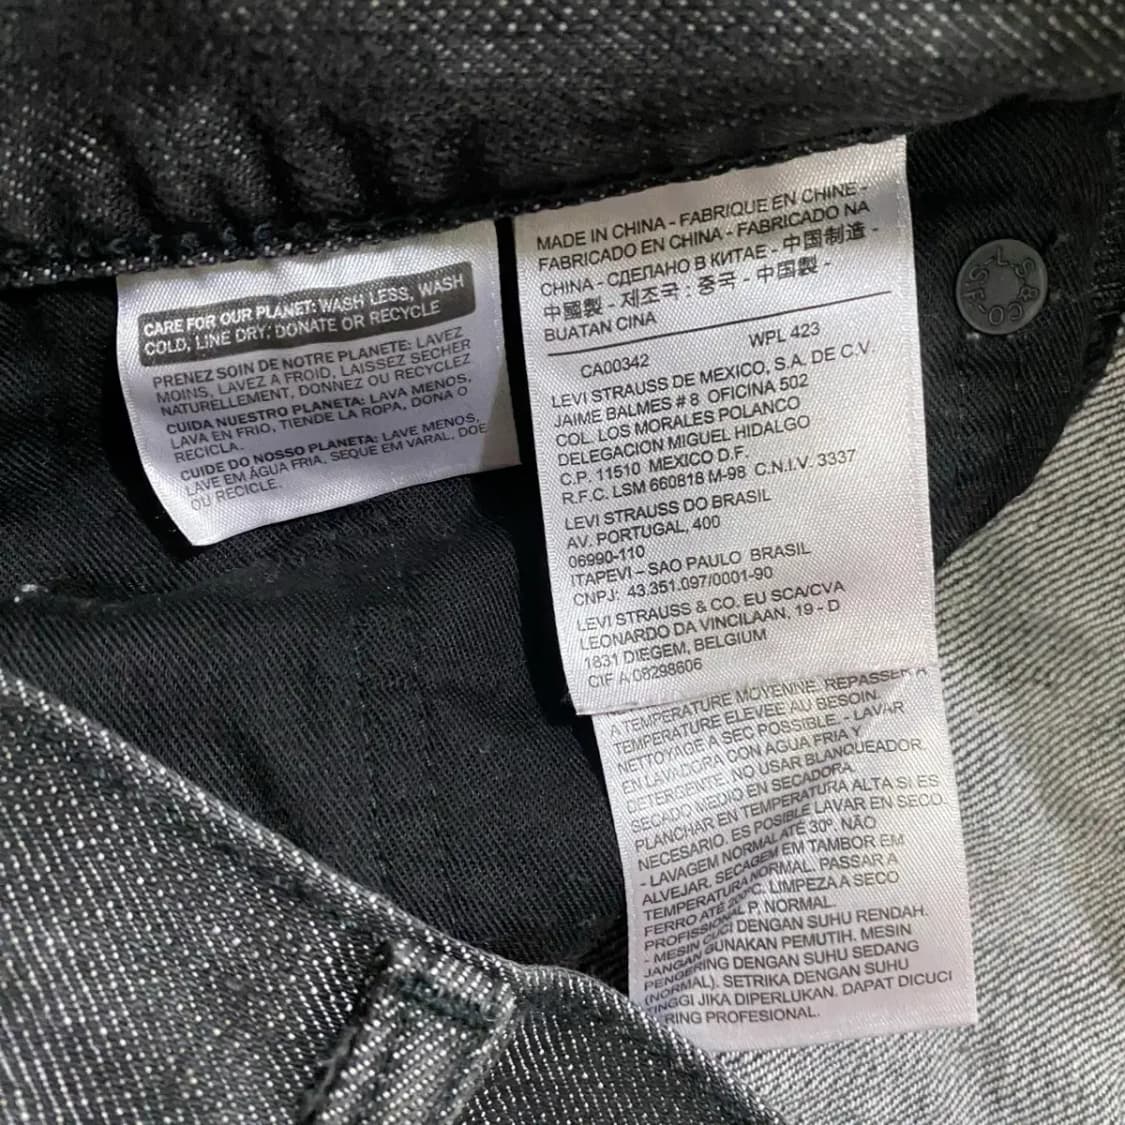 CARE FOR OUR PLANET: WASH LESS, WASH
COLD, LINE DRY, DONATE OR RECYCLE
PRENEZ SOIN DE NOTRE PLANETE: LAVEZ
MOINS, LAVEZ A FROID, LAISSEZ SECHER
NATURELLEMENT, DONNEZ OU RECYCLEZ
CUIDA NUESTRO PLANETA: LAVA MENOS,
LAVA EN FRIO, TIENDE LA ROPA, DONA O
RECICLA.
CUIDE DO NOSSO PLANETA: LAVE MENOS,
LAVE EM ÁGUA FRIA, SEQUE EM VARAL, DOE
OU RECICLE.
MADE IN CHINA - FABRIQUE EN CHINE -
FABRICADO EN CHINA - FABRICADO NA
CHINA - СДЕЛАНО В КИТАЕ - 中国制造 -
中國製 - 제조국 : 중국 - 中国製 -
BUATAN CINA
CA00342 WPL 423
LEVI STRAUSS DE MEXICO, S.A. DE C.V.
JAIME BALMES # 8 OFICINA 502
COL. LOS MORALES POLANCO
DELEGACION MIGUEL HIDALGO
C.P. 11510 MEXICO D.F.
R.F.C. LSM 660818 M-98 C.N.I.V. 3337
LEVI STRAUSS DO BRASIL
AV. PORTUGAL, 400
06990-110
ITAPEVI – SAO PAULO BRASIL
CNPJ: 43.351.097/0001-90
LEVI STRAUSS & CO. EU SCA/CVA
LEONARDO DA VINCILAAN, 19 - D
1831 DIEGEM, BELGIUM
CIF A 08298606
A TEMPERATURE MOYENNE. REPASSER A
TEMPERATURE ELEVEE AU BESOIN.
NETTOYAGE A SEC POSSIBLE. - LAVAR
EN LAVADORA CON AGUA FRIA Y
DETERGENTE. NO USAR BLANQUEADOR.
SECADO MEDIO EN SECADORA.
PLANCHAR EN TEMPERATURA ALTA SI ES
NECESARIO. ES POSIBLE LAVAR EN SECO.
- LAVAGEM NORMAL ATÉ 30º. NÃO
ALVEJAR. SECAGEM EM TAMBOR EM
TEMPERATURA NORMAL. PASSAR A
FERRO ATÉ 200ºC. LIMPEZA A SECO
PROFISSIONAL P, NORMAL.
- MESIN CUCI DENGAN SUHU RENDAH.
JANGAN GUNAKAN PEMUTIH. MESIN
PENGERING DENGAN SUHU SEDANG
(NORMAL). SETRIKA DENGAN SUHU
TINGGI JIKA DIPERLUKAN. DAPAT DICUCI
KERING PROFESIONAL.